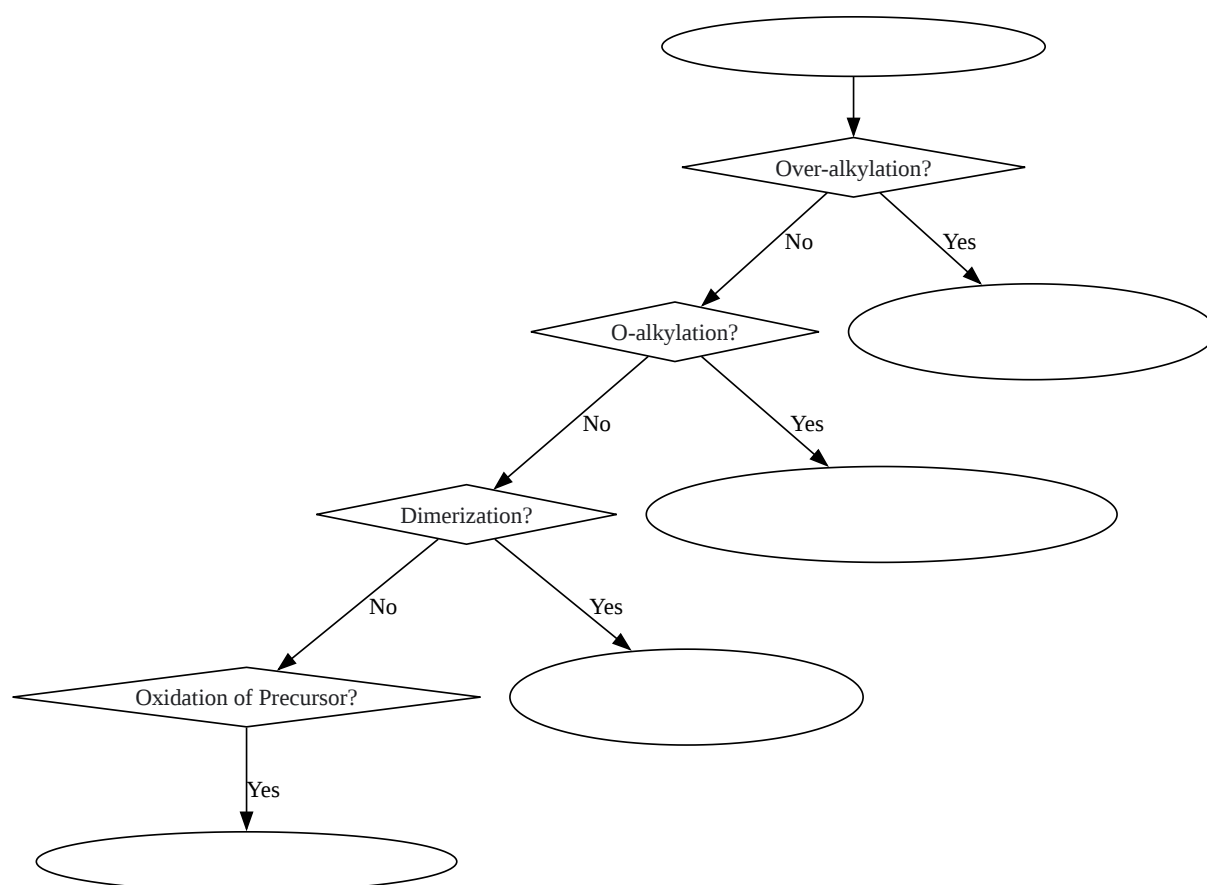 Over-alkylation?
No
Yes
O-alkylation?
No
Yes
Dimerization?
No
Yes
Oxidation of Precursor?
Yes